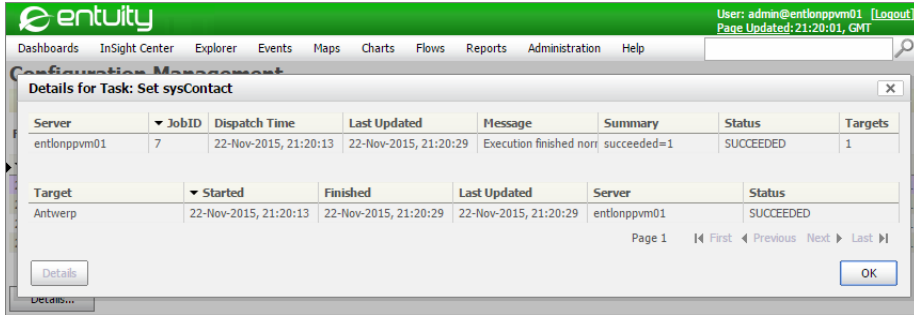 entuity
User: admin@entlonppvm01 [Logout]
Page Updated:21:20:01, GMT
Dashboards InSight Center Explorer Events Maps Charts Flows Reports Administration Help
Configuration Management
Details for Task: Set sysContact
Server JobID Dispatch Time Last Updated Message Summary Status Targets
entlonppvm01 7 22-Nov-2015, 21:20:13 22-Nov-2015, 21:20:29 Execution finished norr succeeded=1 SUCCEEDED 1
Target Started Finished Last Updated Server Status
Antwerp 22-Nov-2015, 21:20:13 22-Nov-2015, 21:20:29 22-Nov-2015, 21:20:29 entlonppvm01 SUCCEEDED
Page 1 First Previous Next Last
Details OK
Details...